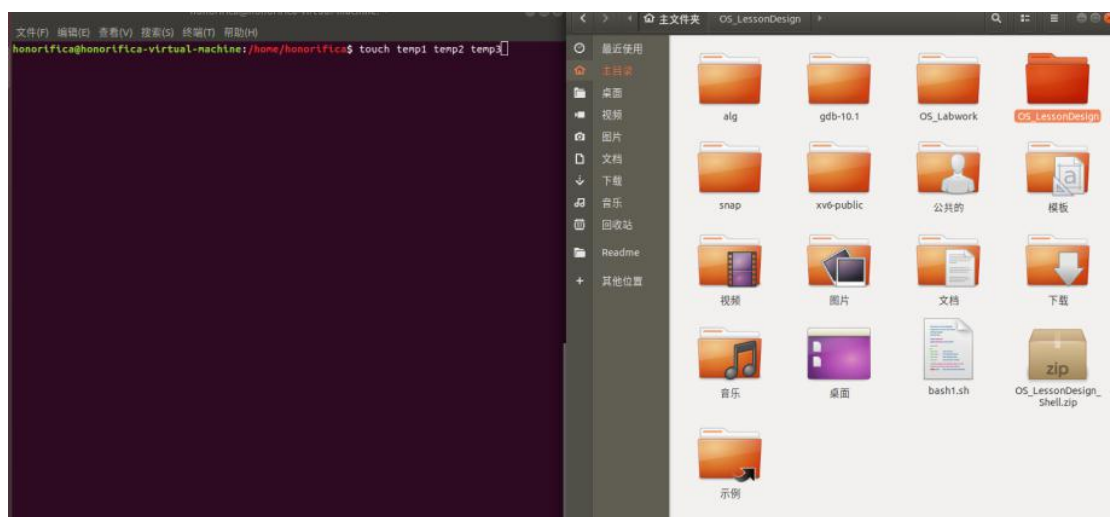 文件(F) 编辑(E) 查看(V) 搜索(S) 终端(T) 帮助(H)
honorifica@honorifica-virtual-machine:/home/honorifica$ touch temp1 temp2 temp3
主文件夹 OS_LessonDesign
最近使用
主目录
桌面
视频
图片
文档
下载
音乐
回收站
Readme
+ 其他位置
alg
gdb-10.1
OS_Labwork
OS_LessonDesign
snap
xv6-public
公共的
模板
视频
图片
文档
下载
音乐
桌面
bash1.sh
zip
OS_LessonDesign_
Shell.zip
示例